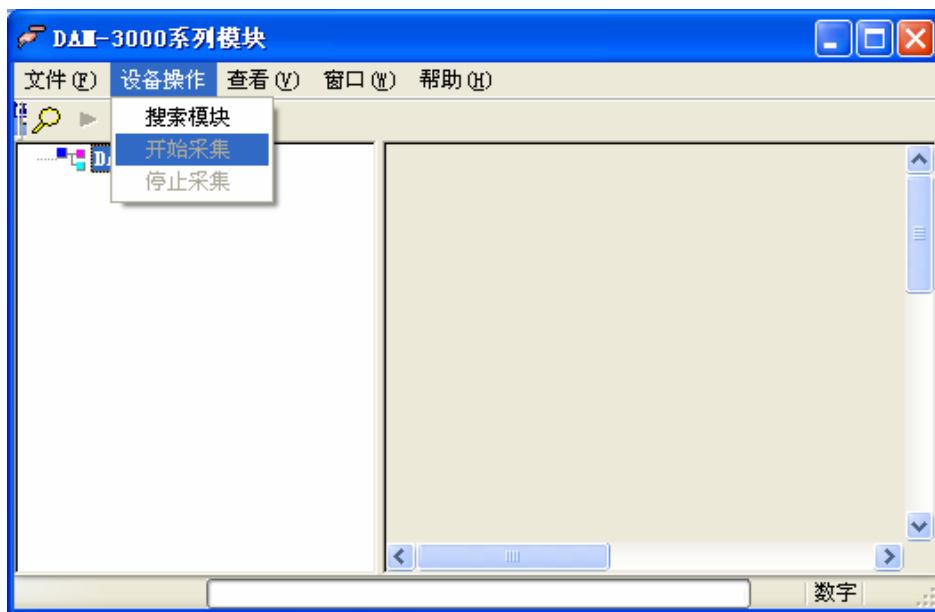 DAM-3000系列模块
文件(F) 设备操作 查看(V) 窗口(W) 帮助(H)
搜索模块
开始采集
停止采集
数字